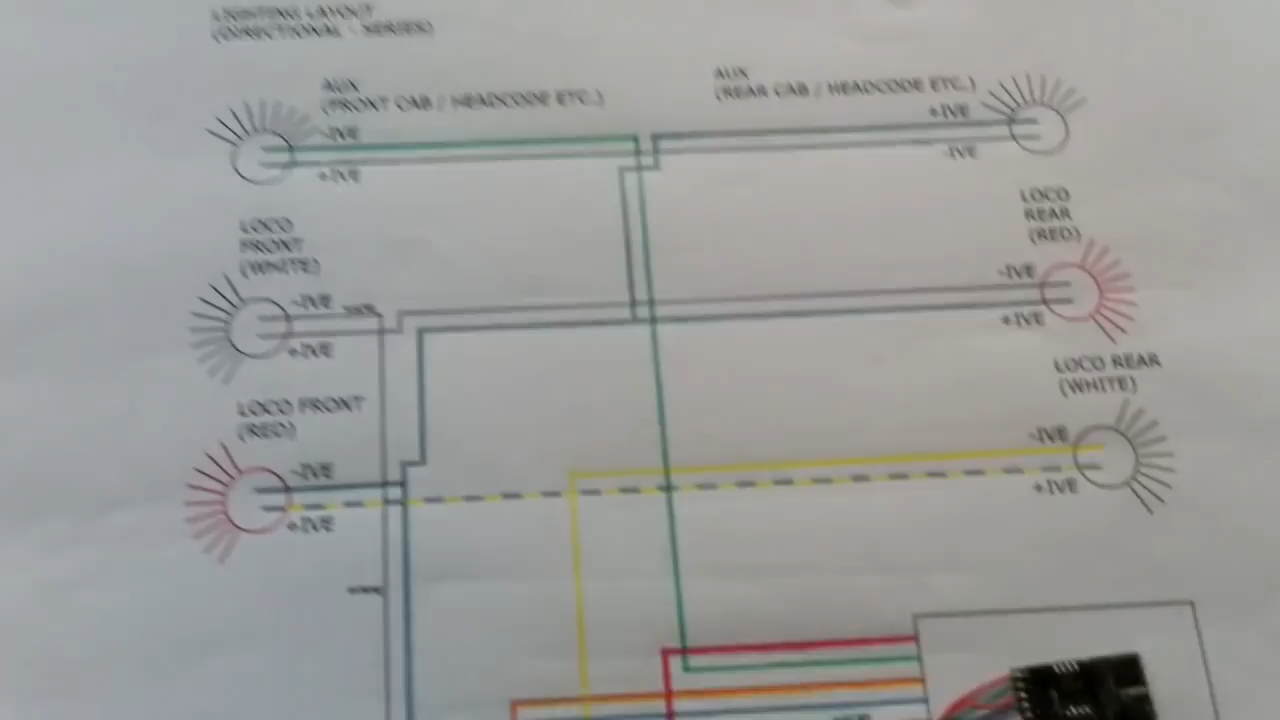 LIGHTING LAYOUT
(DIRECTIONAL - SERIES)
AUX
(FRONT CAB / HEADCODE ETC.)
-IVE
+IVE
AUX
(REAR CAB / HEADCODE ETC.)
+IVE
-IVE
LOCO
FRONT
(WHITE)
-IVE
+IVE
LOCO
REAR
(RED)
-IVE
+IVE
LOCO FRONT
(RED)
-IVE
+IVE
LOCO REAR
(WHITE)
-IVE
+IVE